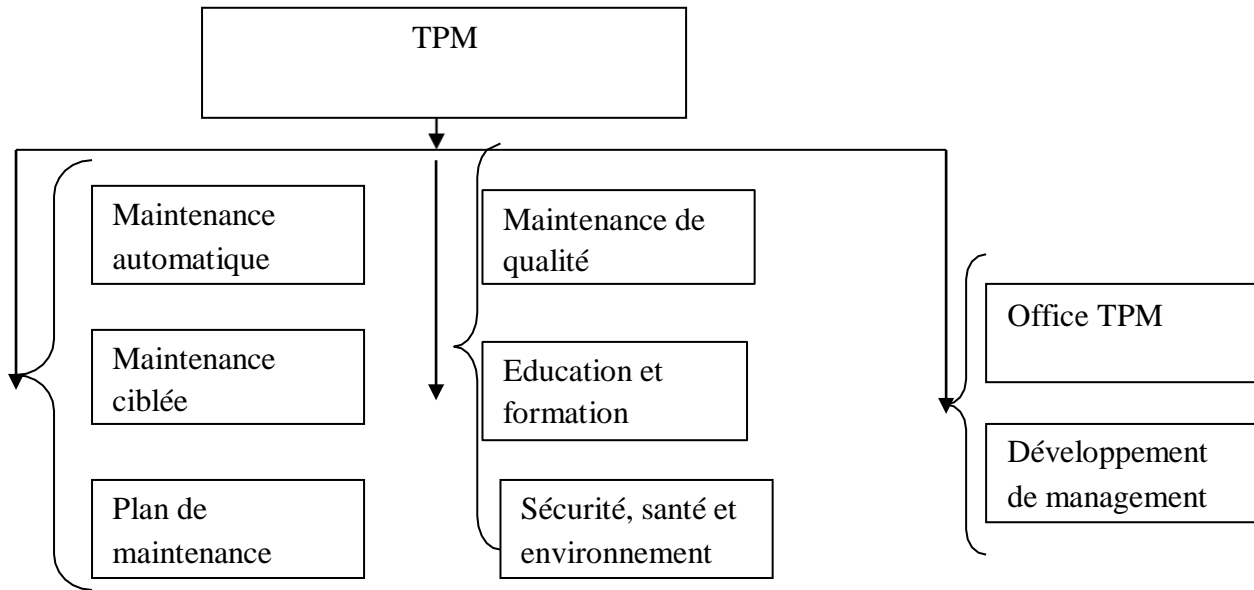 TPM
Maintenance
automatique
Maintenance
ciblée
Plan de
maintenance
Maintenance de
qualité
Education et
formation
Sécurité, santé et
environnement
Office TPM
Développement
de management